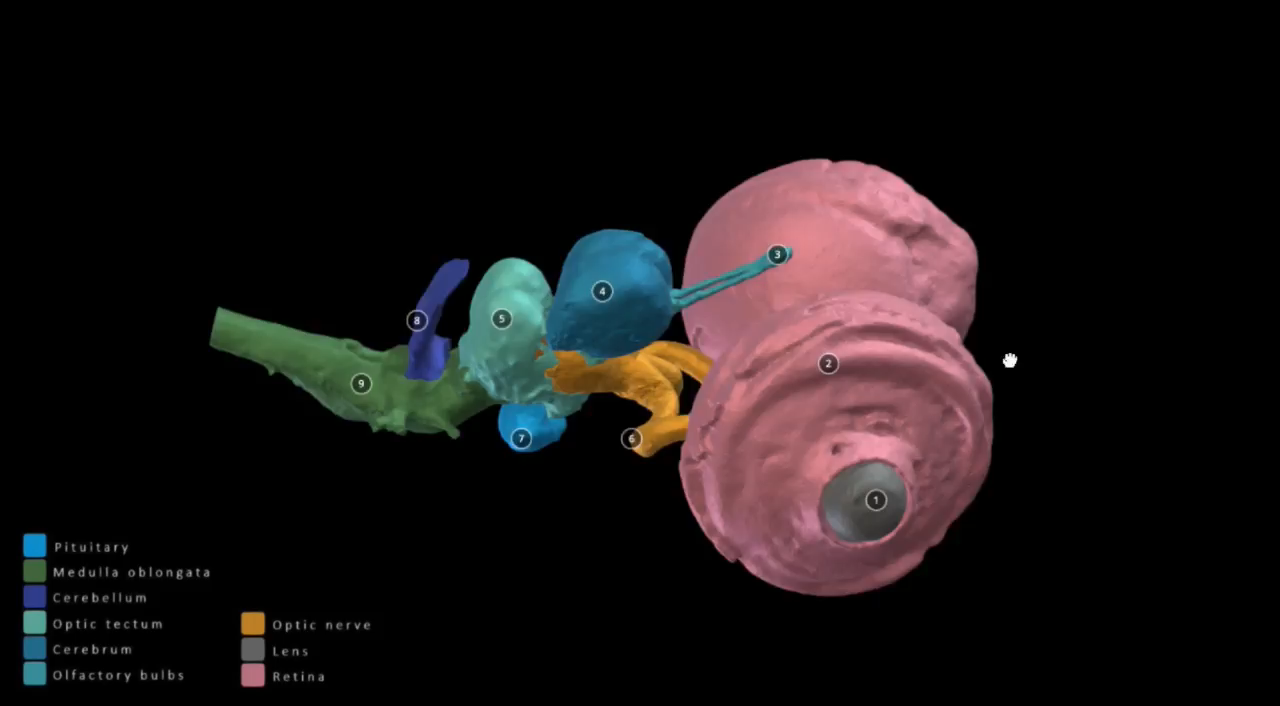 3
4
5
8
2
9
7
6
1
Pituitary
Medulla oblongata
Cerebellum
Optic tectum
Cerebrum
Olfactory bulbs
Optic nerve
Lens
Retina